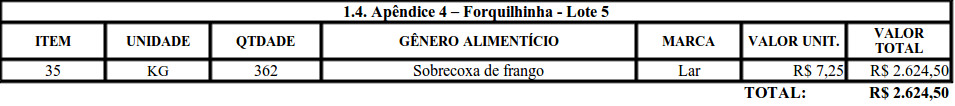 1.4. Apêndice 4 – Forquilhinha - Lote 5
ITEM UNIDADE QTDADE GÊNERO ALIMENTÍCIO MARCA VALOR UNIT. VALOR TOTAL
35 KG 362 Sobrecoxa de frango Lar R$ 7,25 R$ 2.624,50
TOTAL: R$ 2.624,50